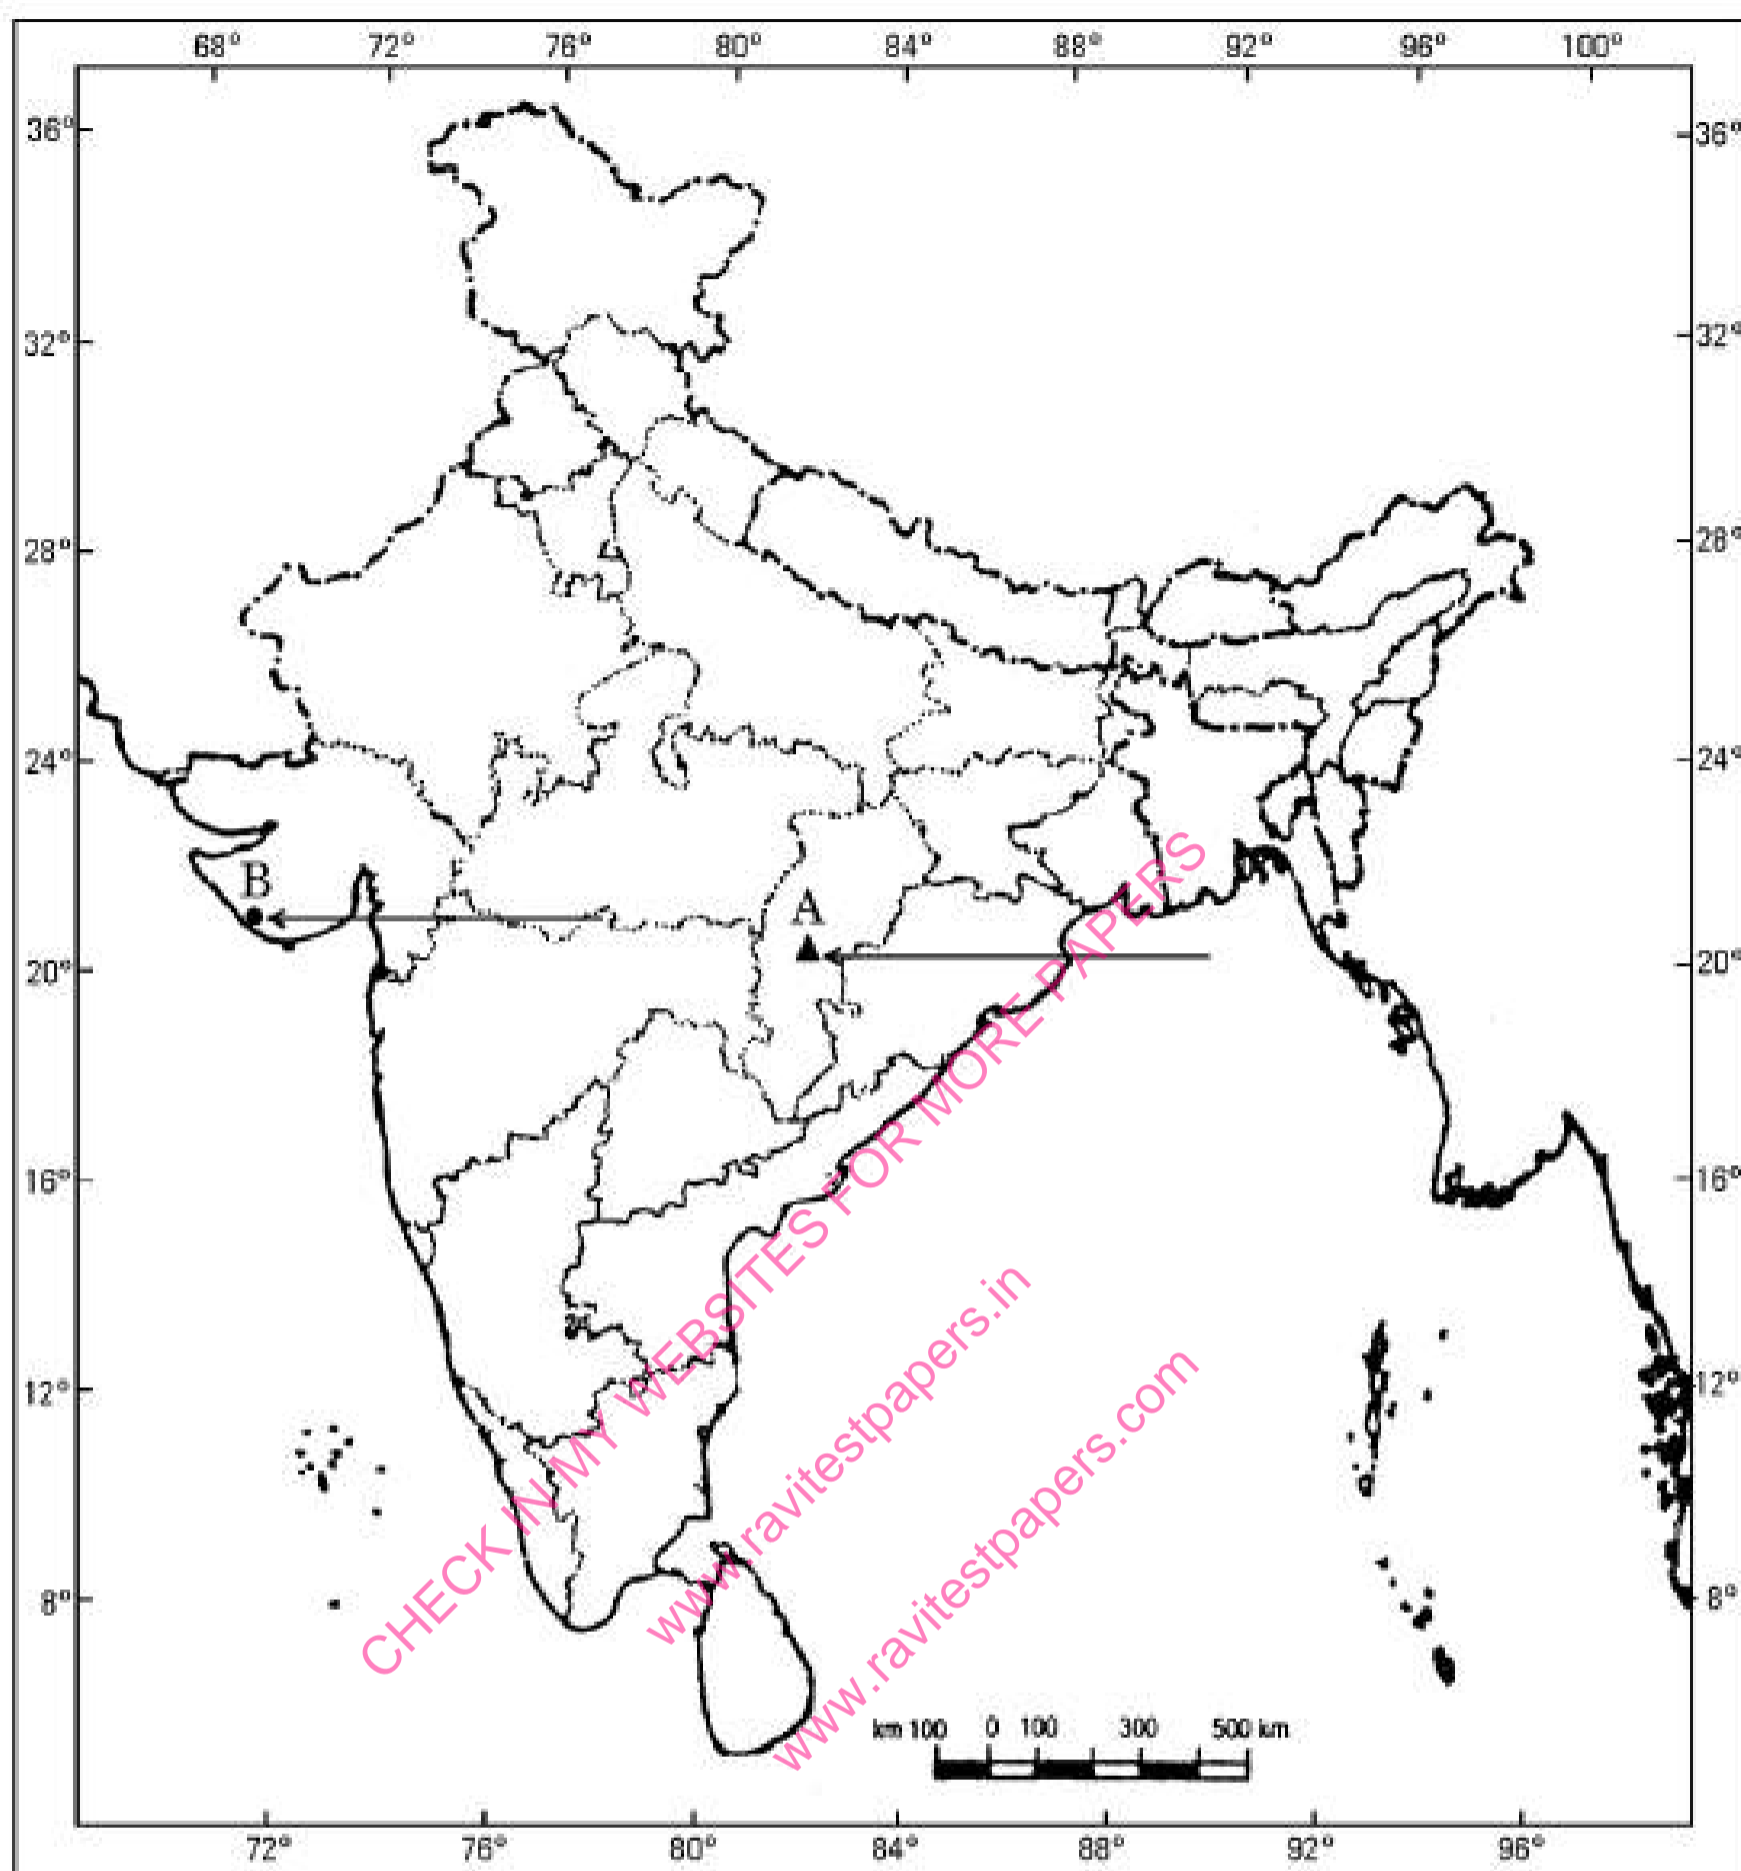 68° 72° 76° 80° 84° 88° 92° 96° 100°
36° 36°
32° 32°
28° 28°
24° 24°
B
A
20° 20°
16° 16°
12° 12°
8° 8°
CHECK IN MY WEBSITES FOR MORE PAPERS
www.ravitestpapers.in
www.ravitestpapers.com
km 100 0 100 300 500 km
72° 76° 80° 84° 88° 92° 96°